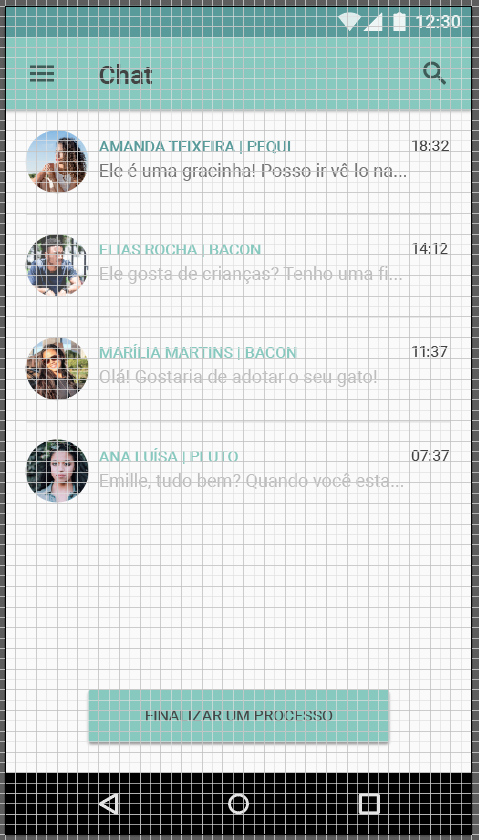 12:30
Chat
AMANDA TEIXEIRA | PEQUI 18:32
Ele é uma gracinha! Posso ir vê-lo na...
ELIAS ROCHA | BACON 14:12
Ele gosta de crianças? Tenho uma fi...
MARÍLIA MARTINS | BACON 11:37
Olá! Gostaria de adotar o seu gato!
ANA LUÍSA | PLUTO 07:37
Emille, tudo bem? Quando você esta...
FINALIZAR UM PROCESSO